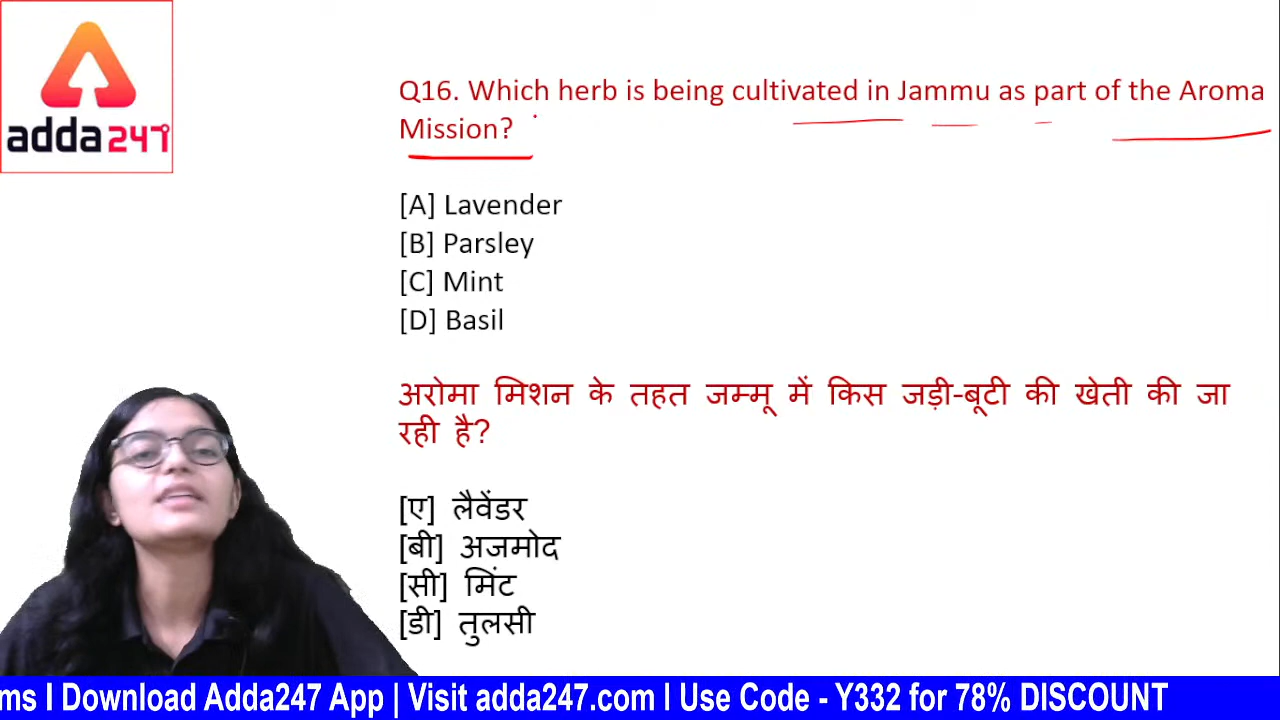 adda247
Q16. Which herb is being cultivated in Jammu as part of the Aroma
Mission?
[A] Lavender
[B] Parsley
[C] Mint
[D] Basil
अरोमा मिशन के तहत जम्मू में किस जड़ी-बूटी की खेती की जा
रही है?
[ए] लैवेंडर
[बी] अजमोद
[सी] मिंट
[डी] तुलसी
ms I Download Adda247 App | Visit adda247.com I Use Code - Y332 for 78% DISCOUNT